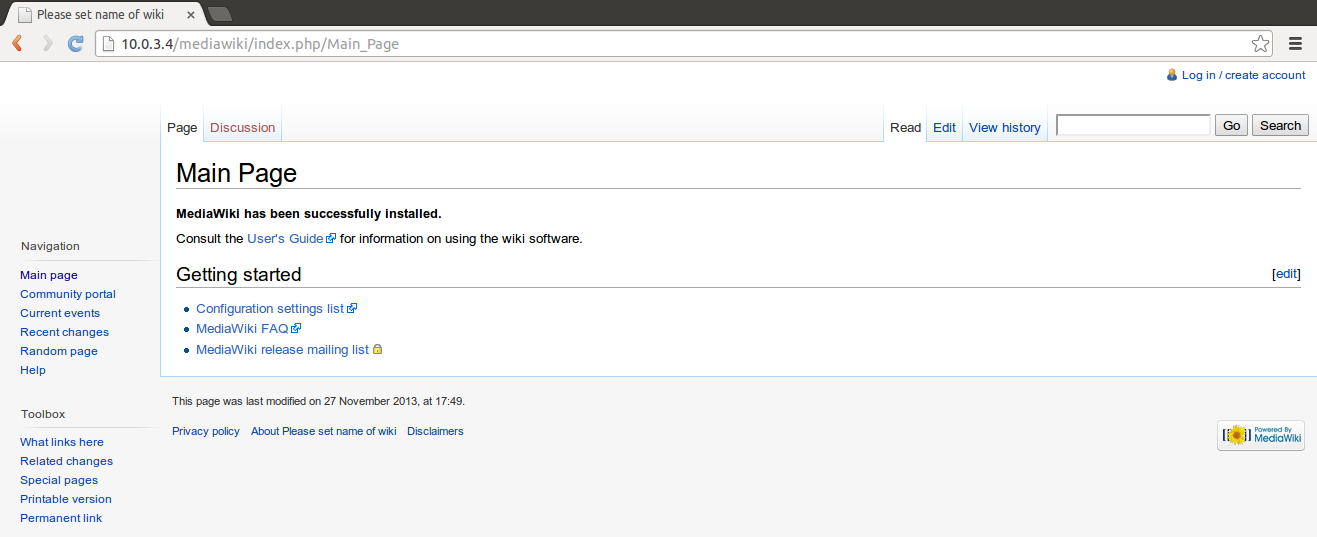 Please set name of wiki
10.0.3.4/mediawiki/index.php/Main_Page
Log in / create account
Page Discussion Read Edit View history Go Search
Main Page
MediaWiki has been successfully installed.
Consult the User's Guide for information on using the wiki software.
Getting started [edit]
Configuration settings list
MediaWiki FAQ
MediaWiki release mailing list
This page was last modified on 27 November 2013, at 17:49.
Privacy policy About Please set name of wiki Disclaimers
Powered By
MediaWiki
Navigation
Main page
Community portal
Current events
Recent changes
Random page
Help
Toolbox
What links here
Related changes
Special pages
Printable version
Permanent link